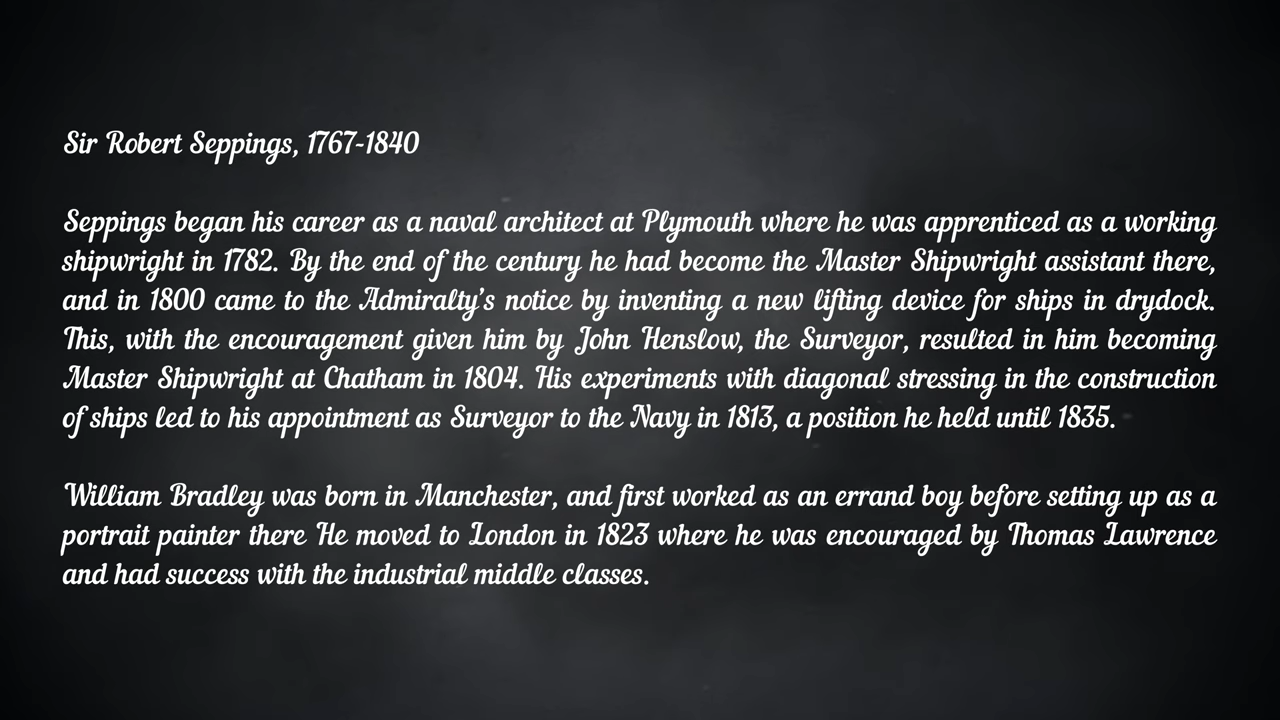 Sir Robert Seppings, 1767-1840
Seppings began his career as a naval architect at Plymouth where he was apprenticed as a working
shipwright in 1782. By the end of the century he had become the Master Shipwright assistant there,
and in 1800 came to the Admiralty's notice by inventing a new lifting device for ships in drydock.
This, with the encouragement given him by John Henslow, the Surveyor, resulted in him becoming
Master Shipwright at Chatham in 1804. His experiments with diagonal stressing in the construction
of ships led to his appointment as Surveyor to the Navy in 1813, a position he held until 1835.
William Bradley was born in Manchester, and first worked as an errand boy before setting up as a
portrait painter there He moved to London in 1823 where he was encouraged by Thomas Lawrence
and had success with the industrial middle classes.